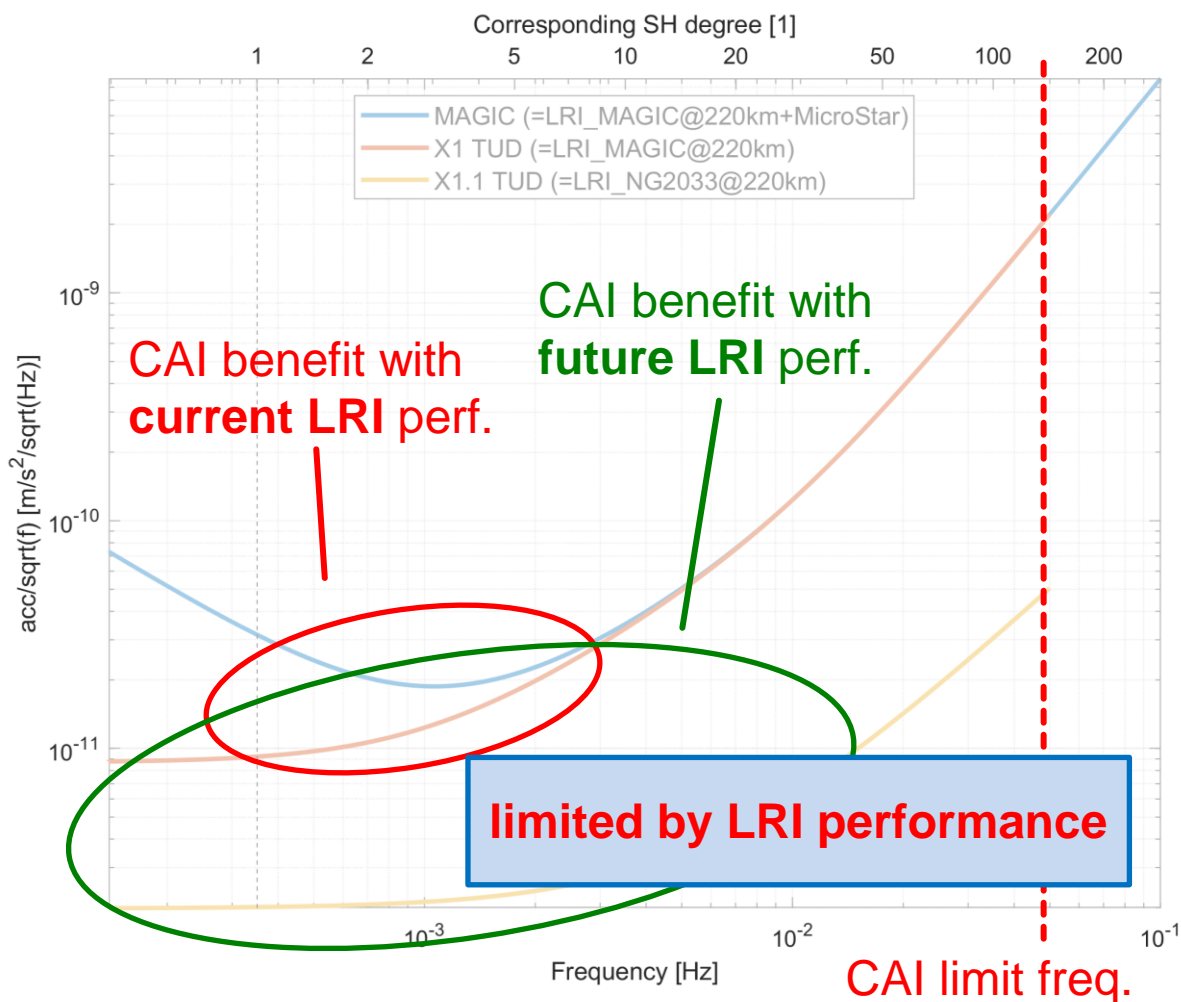 Corresponding SH degree [1]
1 2 5 10 20 50 100 200
MAGIC (=LRI_MAGIC@220km+MicroStar)
X1 TUD (=LRI_MAGIC@220km)
X1.1 TUD (=LRI_NG2033@220km)
CAI benefit with
current LRI perf.
CAI benefit with
future LRI perf.
acc/sqrt(f) [m/s²/sqrt(Hz)]
10⁻⁹
10⁻¹⁰
10⁻¹¹
limited by LRI performance
10⁻³ 10⁻² 10⁻¹
Frequency [Hz]
CAI limit freq.